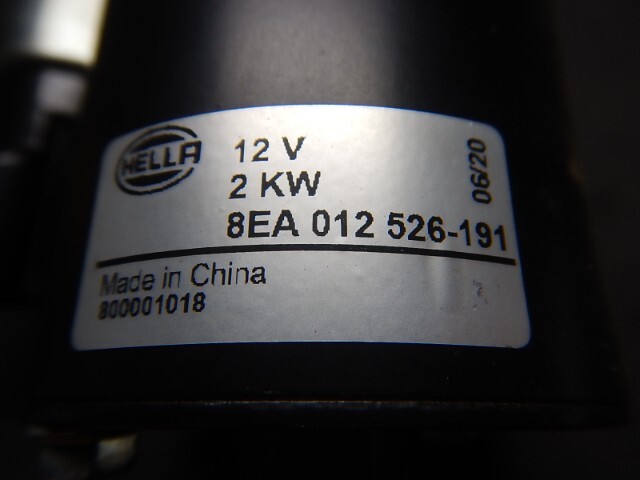 HELLA
12 V
2 KW
06/20
8EA 012 526-191
Made in China
800001018